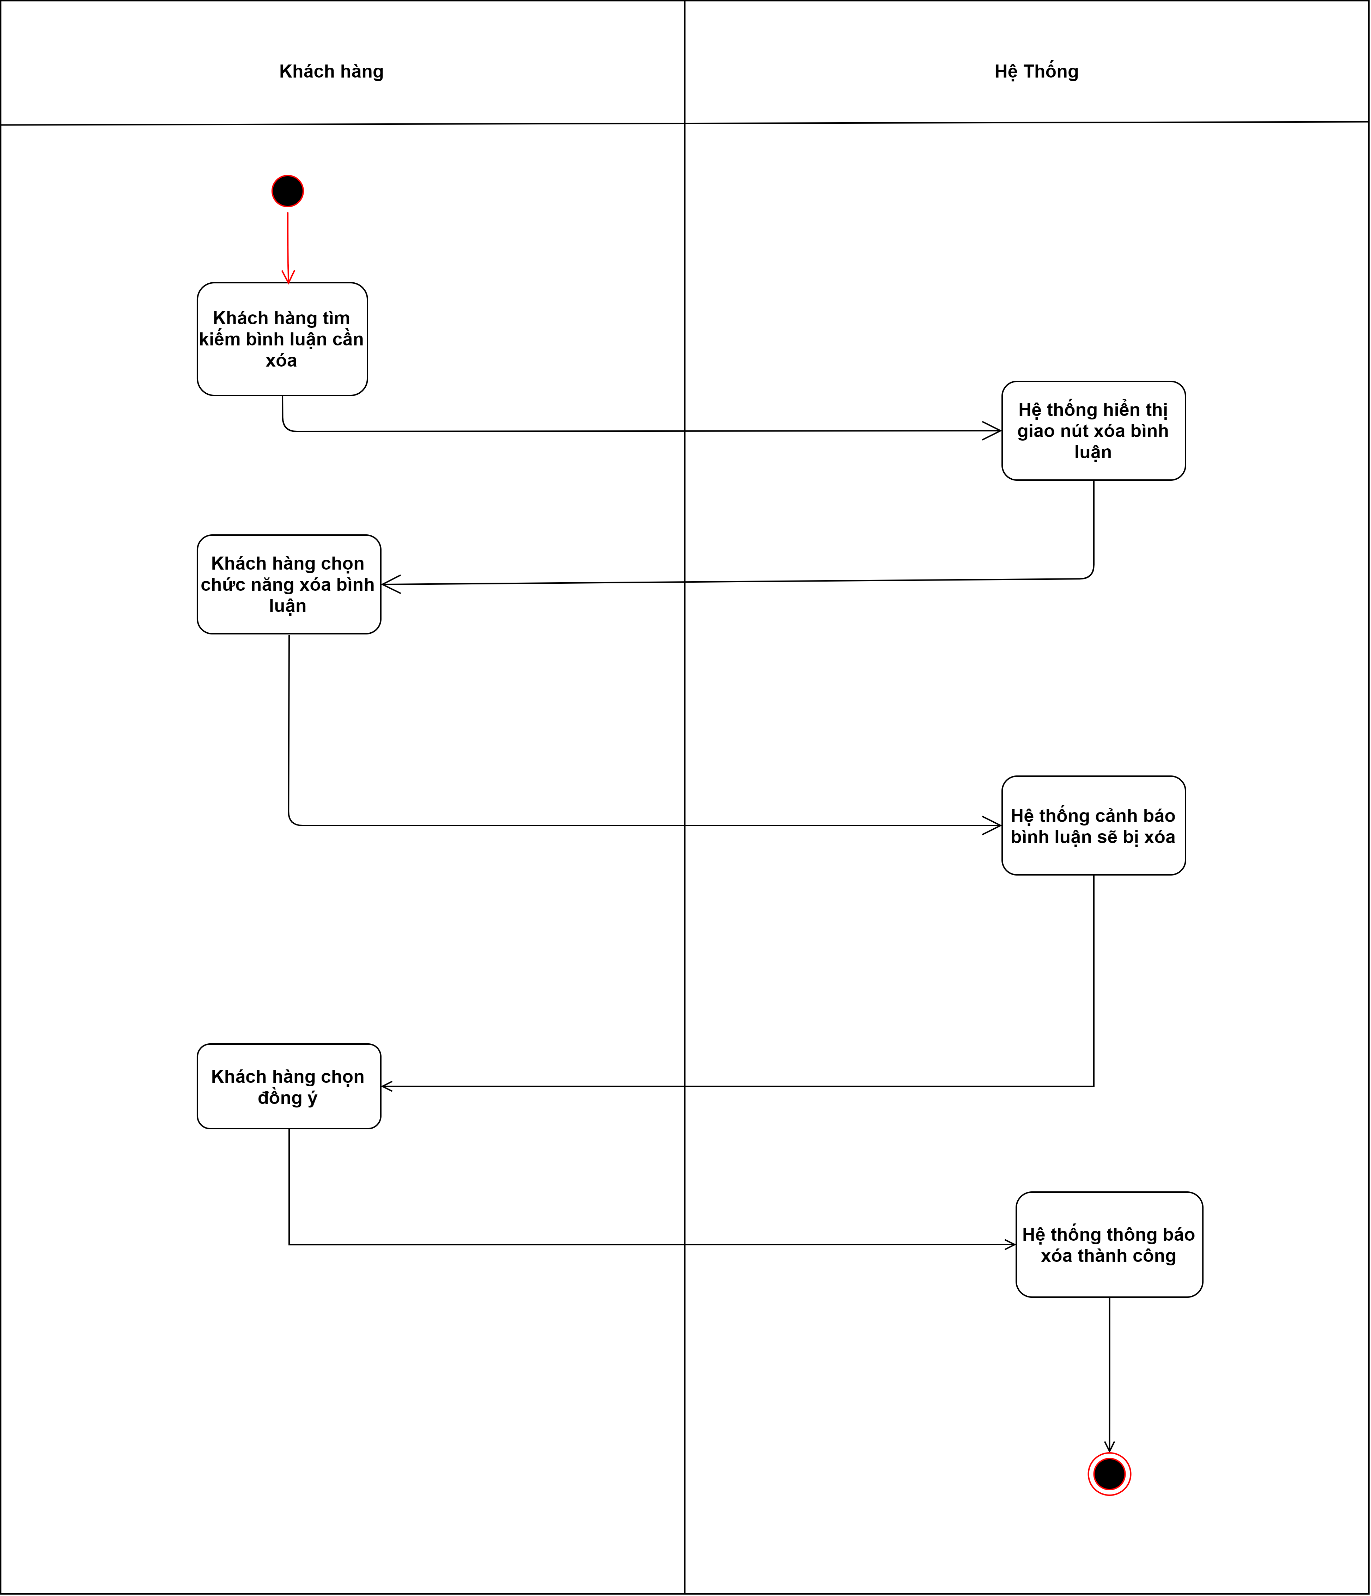 Khách hàng
Hệ Thống
Khách hàng tìm
kiếm bình luận cần
xóa
Hệ thống hiển thị
giao nút xóa bình
luận
Khách hàng chọn
chức năng xóa bình
luận
Hệ thống cảnh báo
bình luận sẽ bị xóa
Khách hàng chọn
đồng ý
Hệ thống thông báo
xóa thành công